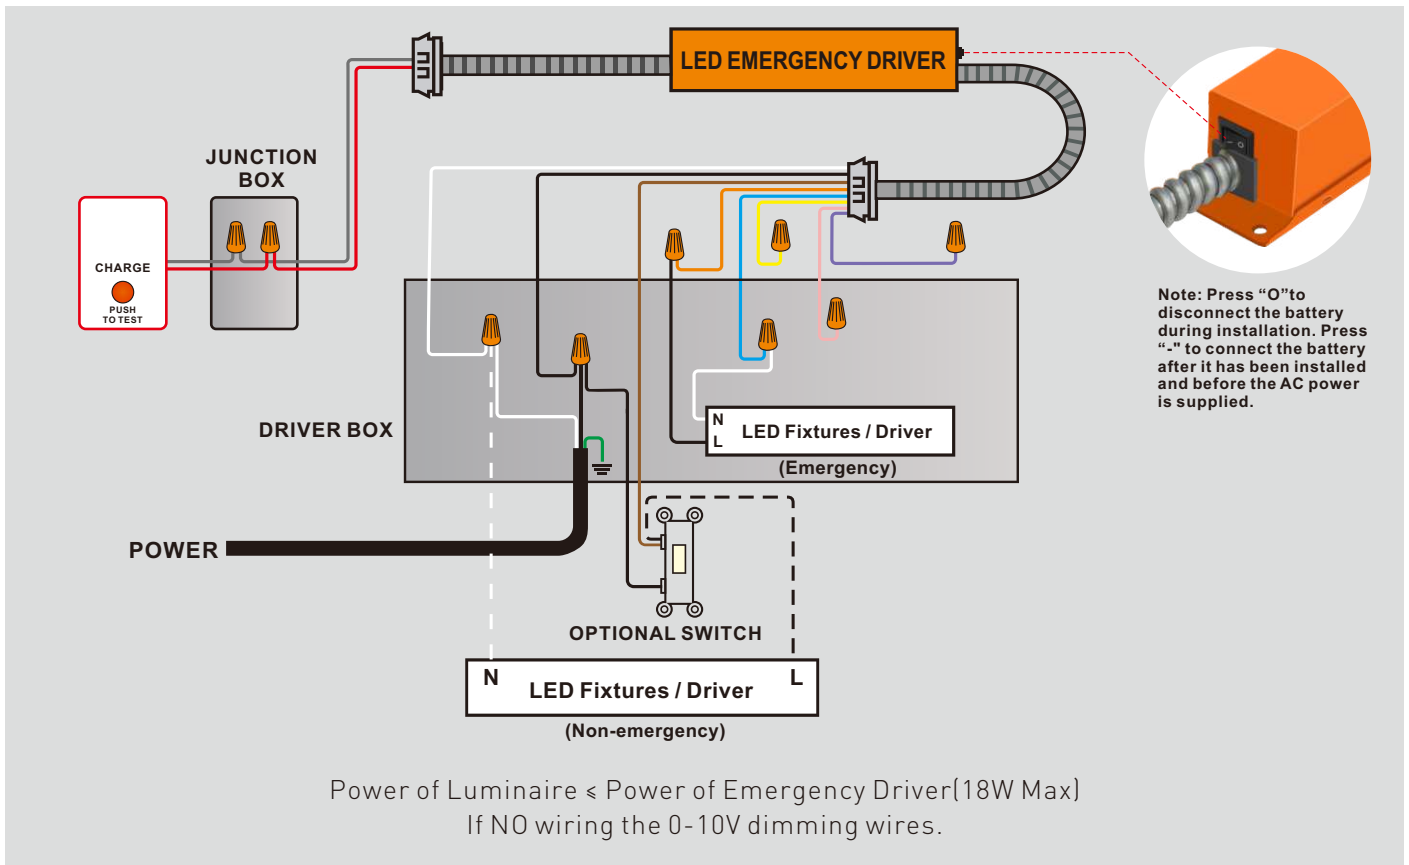 LED EMERGENCY DRIVER
JUNCTION
BOX
CHARGE
PUSH
TO TEST
Note: Press “O”to
disconnect the battery
during installation. Press
“-" to connect the battery
after it has been installed
and before the AC power
is supplied.
DRIVER BOX
N
L
LED Fixtures / Driver
(Emergency)
POWER
OPTIONAL SWITCH
N
L
LED Fixtures / Driver
(Non-emergency)
Power of Luminaire ≤ Power of Emergency Driver(18W Max)
If NO wiring the 0-10V dimming wires.